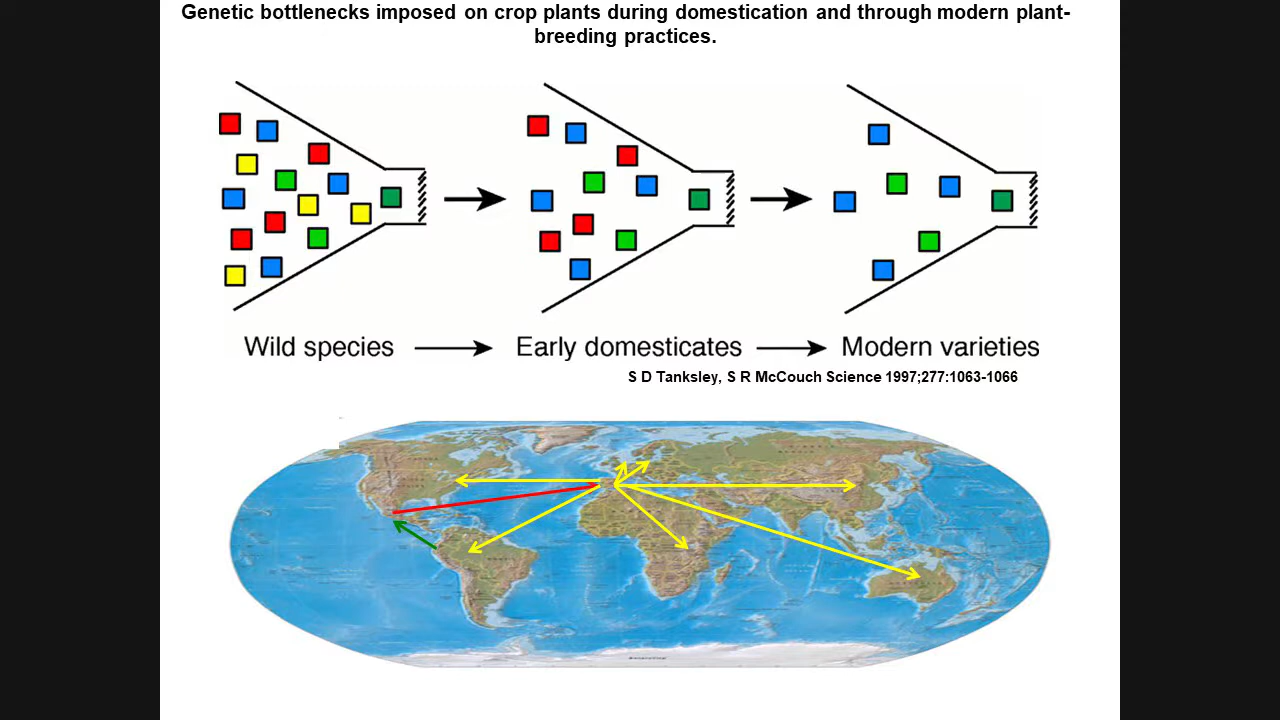 Genetic bottlenecks imposed on crop plants during domestication and through modern plant-
breeding practices.
Wild species
Early domesticates
Modern varieties
S D Tanksley, S R McCouch Science 1997;277:1063-1066